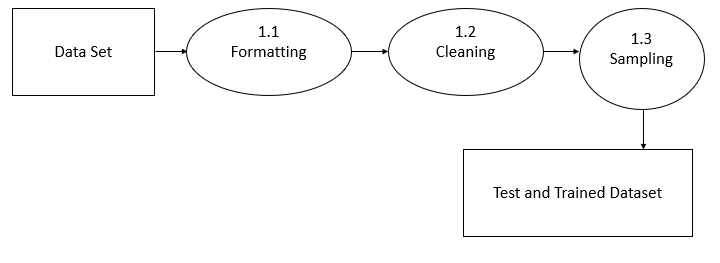 Data Set
1.1
Formatting
1.2
Cleaning
1.3
Sampling
Test and Trained Dataset